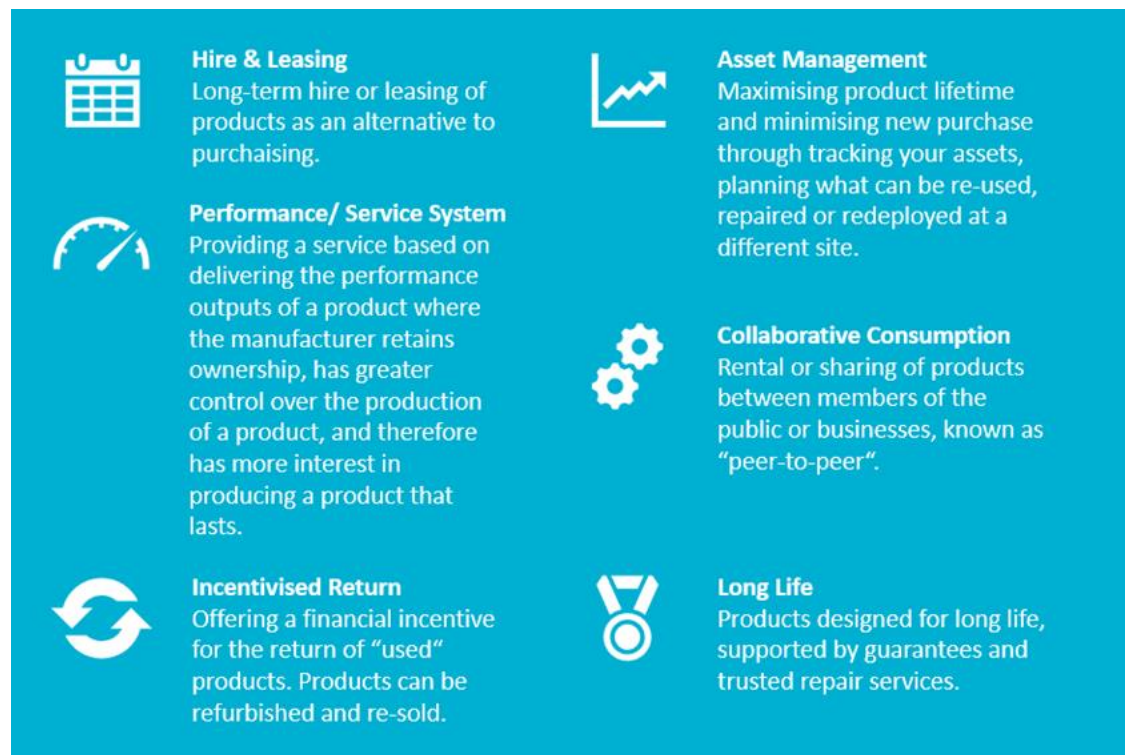 Hire & Leasing
Long-term hire or leasing of
products as an alternative to
purchaising.
Performance/ Service System
Providing a service based on
delivering the performance
outputs of a product where
the manufacturer retains
ownership, has greater
control over the production
of a product, and therefore
has more interest in
producing a product that
lasts.
Incentivised Return
Offering a financial incentive
for the return of “used“
products. Products can be
refurbished and re-sold.
Asset Management
Maximising product lifetime
and minimising new purchase
through tracking your assets,
planning what can be re-used,
repaired or redeployed at a
different site.
Collaborative Consumption
Rental or sharing of products
between members of the
public or businesses, known as
“peer-to-peer“.
Long Life
Products designed for long life,
supported by guarantees and
trusted repair services.